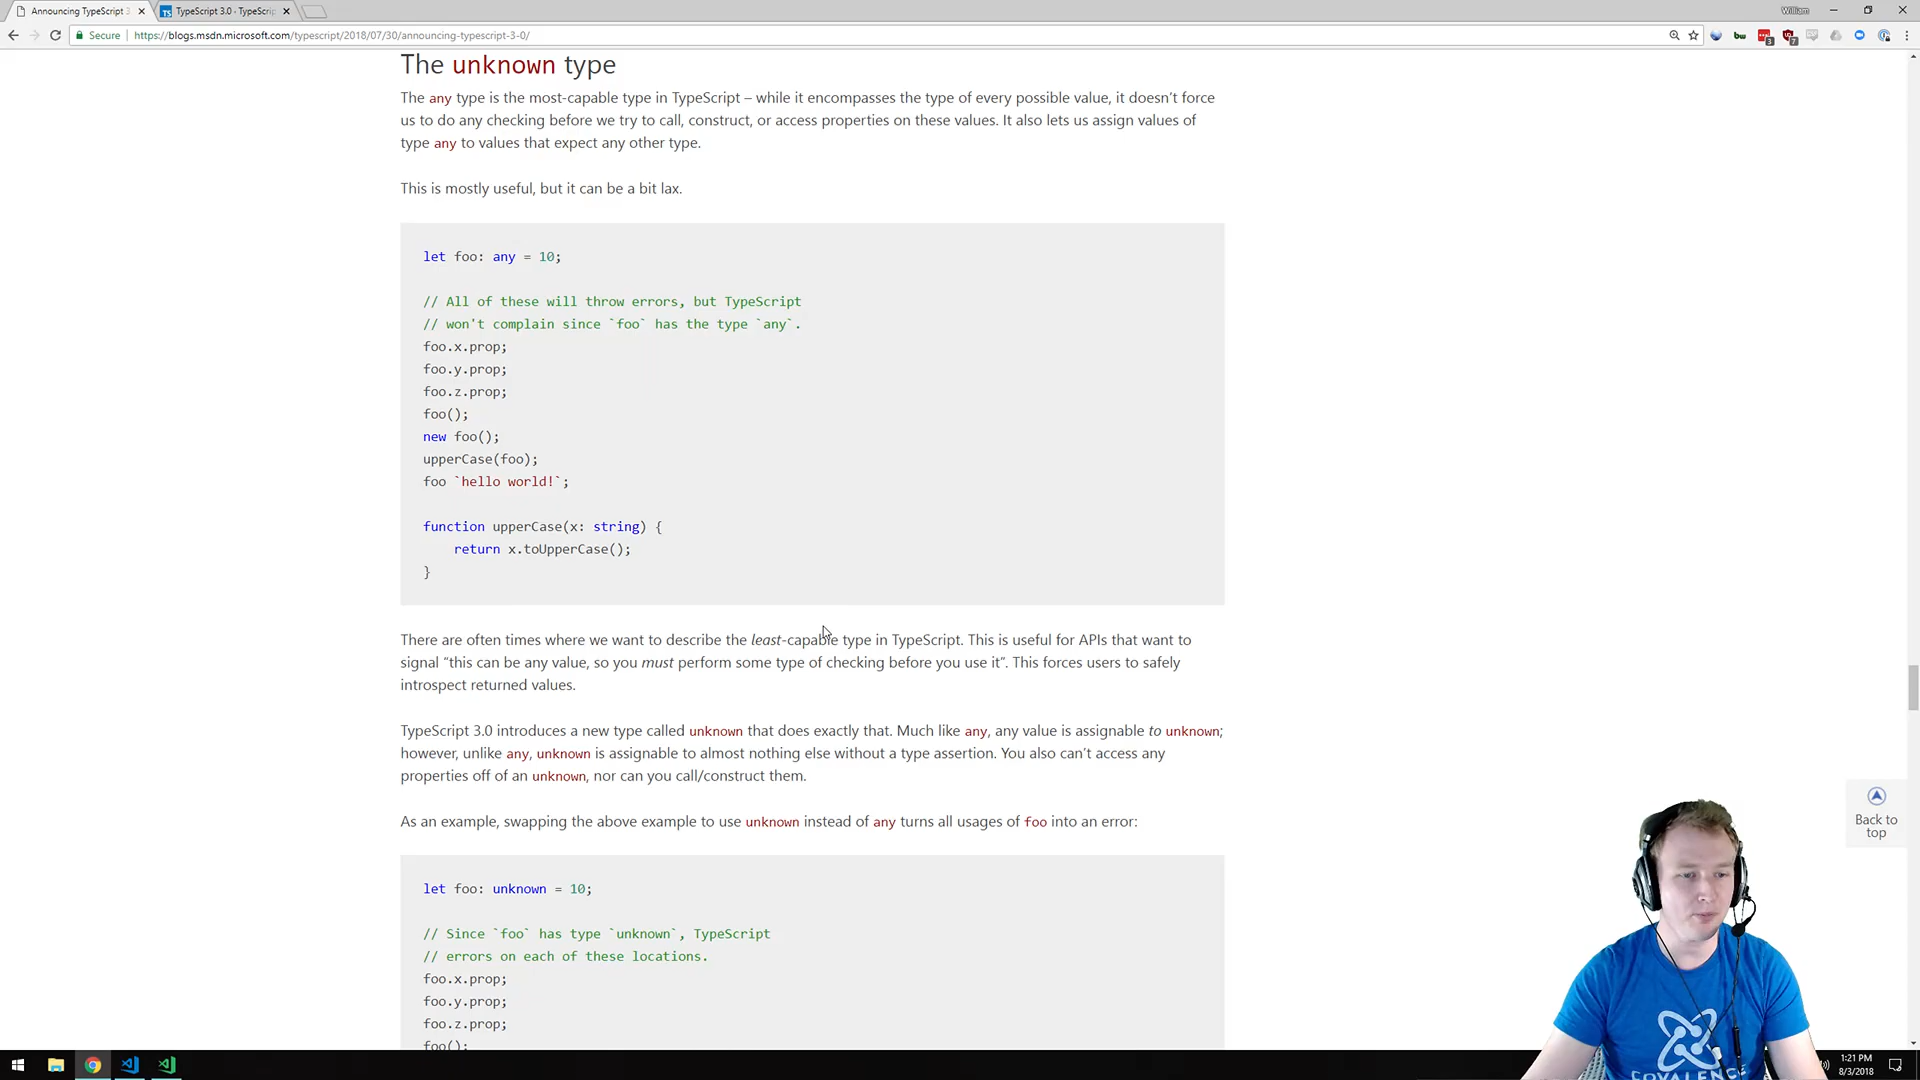 Announcing TypeScript 3
TypeScript 3.0 · TypeScrip
William
Secure
https://blogs.msdn.microsoft.com/typescript/2018/07/30/announcing-typescript-3-0/
3
7
The unknown type
The any type is the most-capable type in TypeScript – while it encompasses the type of every possible value, it doesn't force
us to do any checking before we try to call, construct, or access properties on these values. It also lets us assign values of
type any to values that expect any other type.
This is mostly useful, but it can be a bit lax.
let foo: any = 10;
// All of these will throw errors, but TypeScript
// won't complain since `foo` has the type `any`.
foo.x.prop;
foo.y.prop;
foo.z.prop;
foo();
new foo();
upperCase(foo);
foo `hello world!`;
function upperCase(x: string) {
return x.toUpperCase();
}
There are often times where we want to describe the least-capable type in TypeScript. This is useful for APIs that want to
signal “this can be any value, so you must perform some type of checking before you use it”. This forces users to safely
introspect returned values.
TypeScript 3.0 introduces a new type called unknown that does exactly that. Much like any, any value is assignable to unknown;
however, unlike any, unknown is assignable to almost nothing else without a type assertion. You also can't access any
properties off of an unknown, nor can you call/construct them.
As an example, swapping the above example to use unknown instead of any turns all usages of foo into an error:
let foo: unknown = 10;
// Since `foo` has type `unknown`, TypeScript
// errors on each of these locations.
foo.x.prop;
foo.y.prop;
foo.z.prop;
foo();
Back to
top
COVALENCE
1:21 PM
8/3/2018